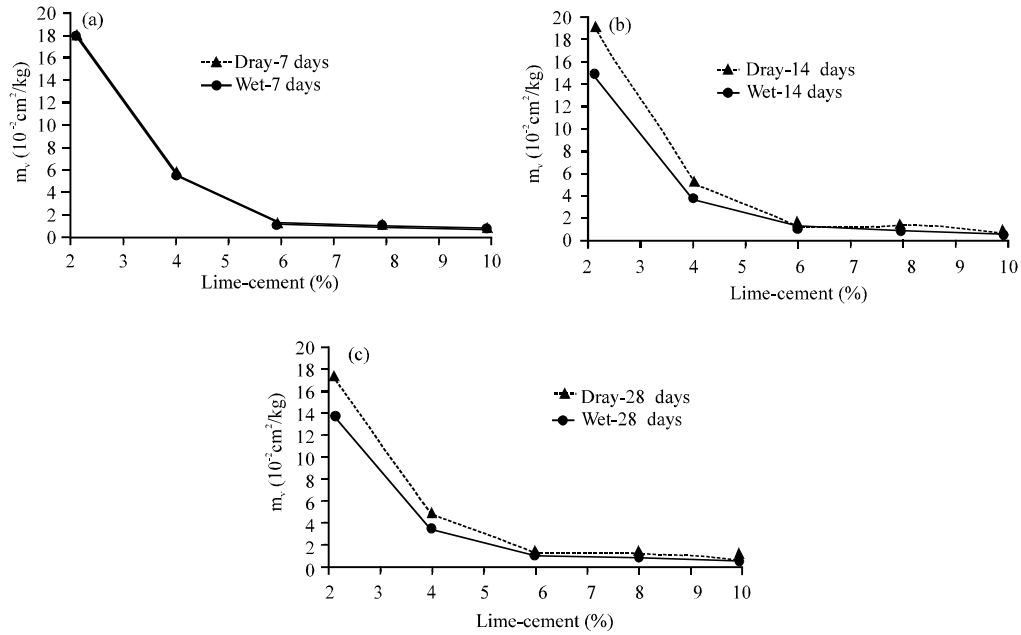 (a)
20
18
16
14
12
10
8
6
4
2
0
m_v (10⁻²cm²/kg)
Dray-7 days
Wet-7 days
2 3 4 5 6 7 8 9 10
Lime-cement (%)
(b)
20
18
16
14
12
10
8
6
4
2
0
m_v (10⁻²cm²/kg)
Dray-14 days
Wet-14 days
2 3 4 5 6 7 8 9 10
Lime-cement (%)
(c)
20
18
16
14
12
10
8
6
4
2
0
m_v (10⁻²cm²/kg)
Dray-28 days
Wet-28 days
2 3 4 5 6 7 8 9 10
Lime-cement (%)